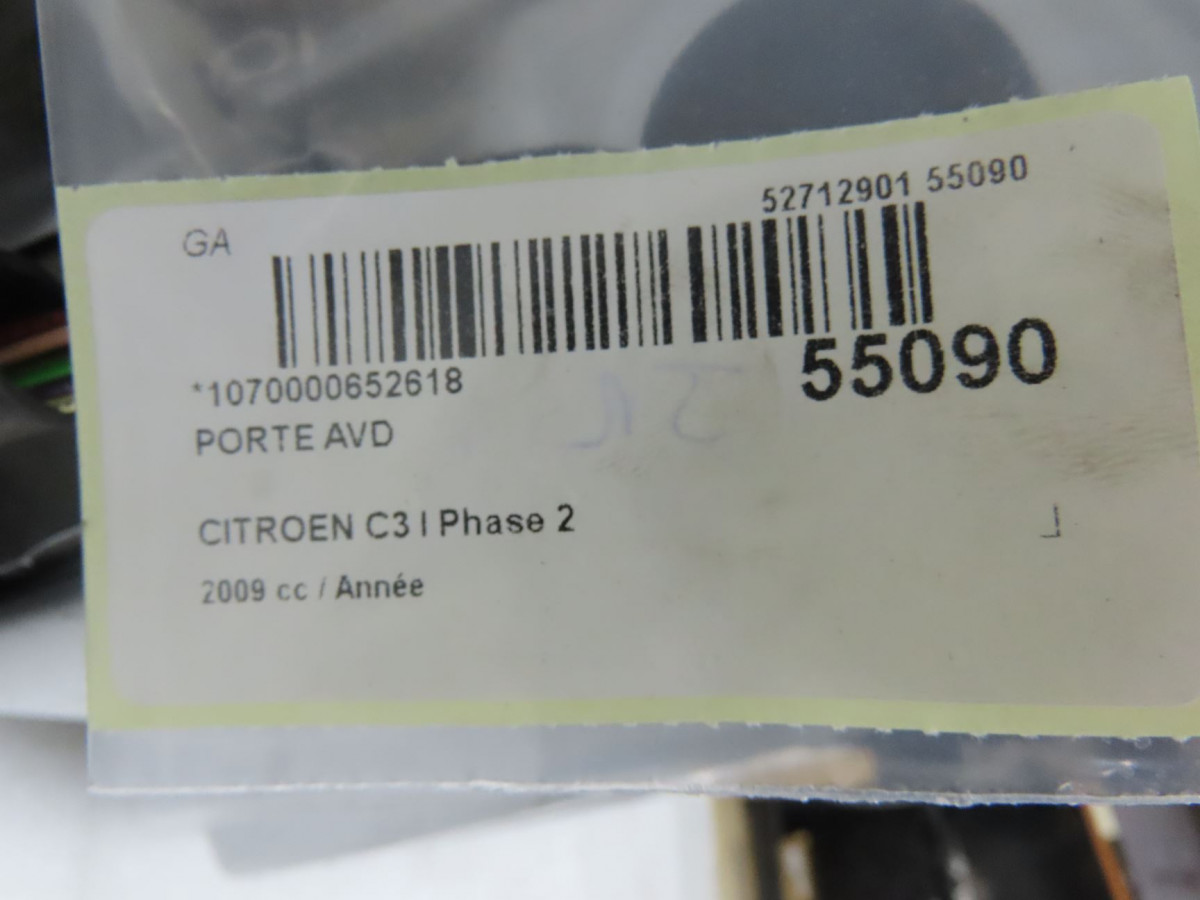 GA
52712901 55090
*1070000652618
55090
PORTE AVD
CITROEN C3 I Phase 2
2009 cc / Année